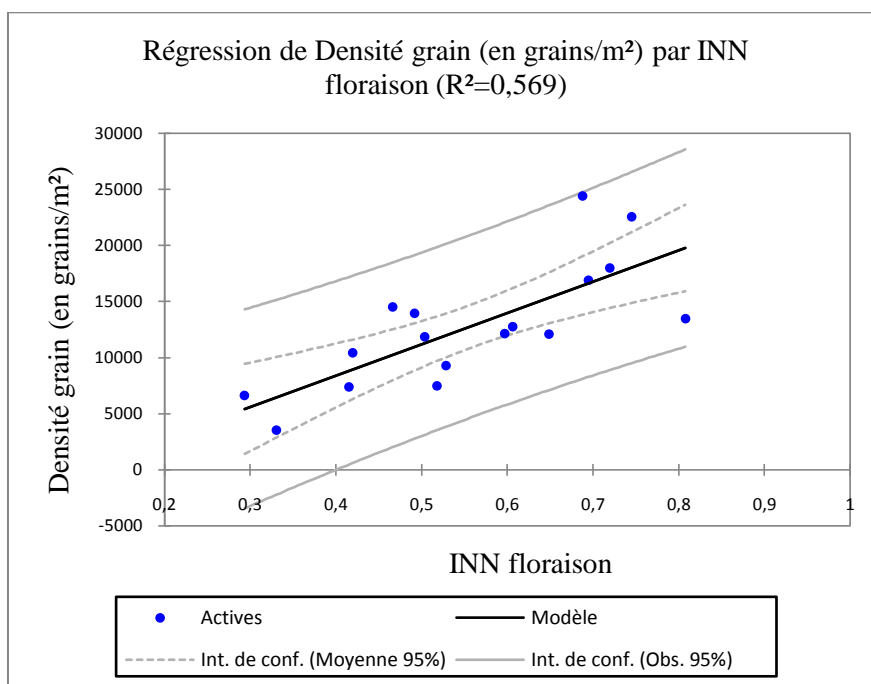 Régression de Densité grain (en grains/m²) par INN
floraison (R²=0,569)
30000
25000
20000
15000
10000
5000
0
-5000
Densité grain (en grains/m²)
0,2 0,3 0,4 0,5 0,6 0,7 0,8 0,9 1
INN floraison
Actives Modèle
Int. de conf. (Moyenne 95%) Int. de conf. (Obs. 95%)